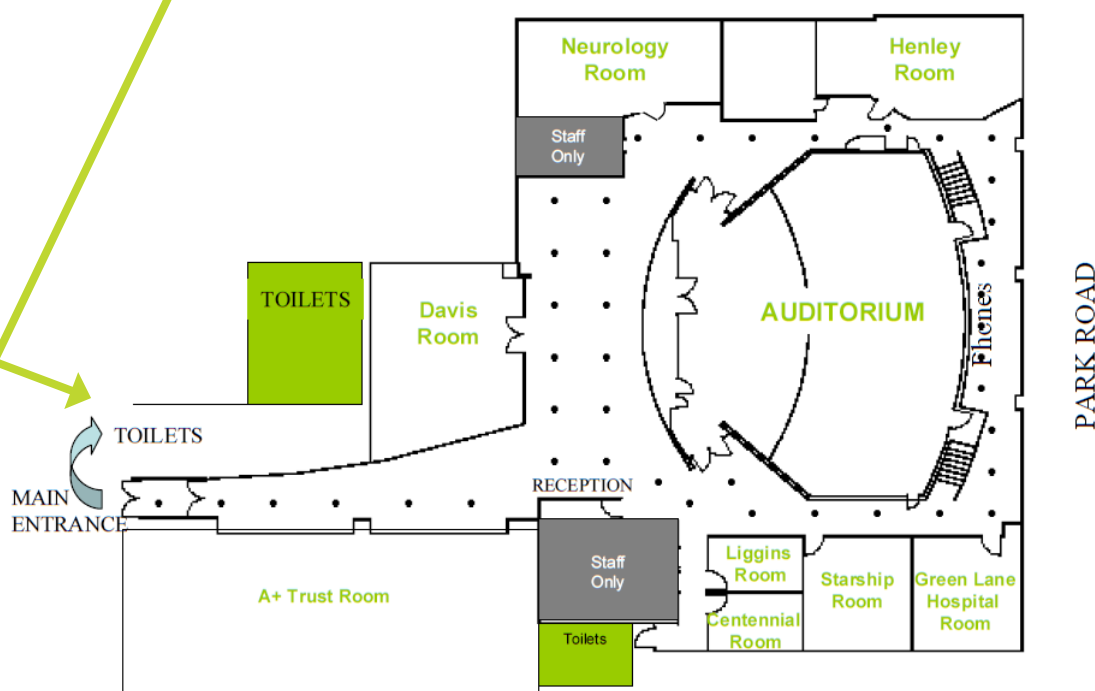 Neurology
Room
Henley
Room
Staff
Only
TOILETS
Davis
Room
AUDITORIUM
Phones
PARK ROAD
TOILETS
MAIN
ENTRANCE
RECEPTION
Staff
Only
A+ Trust Room
Liggins
Room
Centennial
Room
Starship
Room
Green Lane
Hospital
Room
Toilets